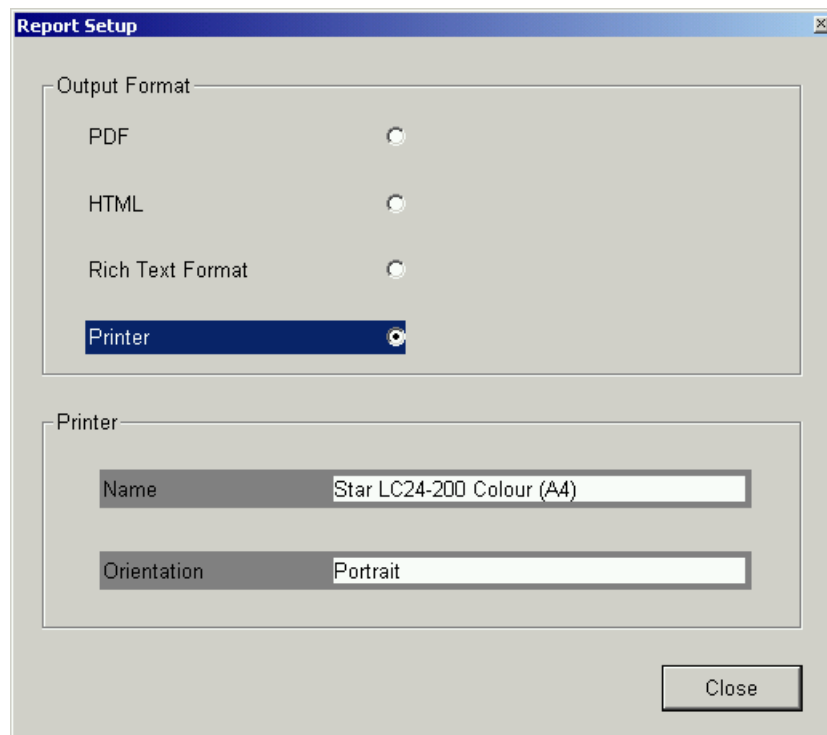 Report Setup
Output Format
PDF
HTML
Rich Text Format
Printer
Printer
Name Star LC24-200 Colour (A4)
Orientation Portrait
Close